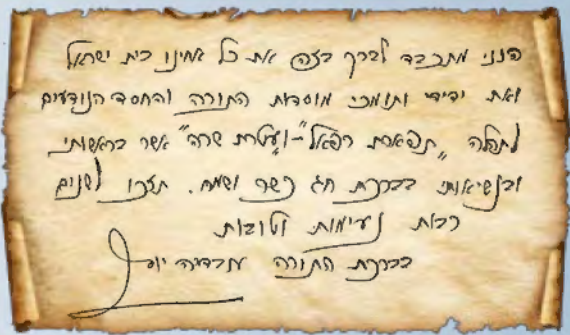 הנני מתכבד לברך בזה את כל אחינו בית ישראל
ואת ידידי ותומכי מוסדות התורה והחסד הנודעים
לתהלה "תפארת רפאל"-"ועטרת שרה" אשר בראשותי
ובנשיאותי בברכת חג כשר ושמח. תזכו לשנים
רבות נעימות וטובות
בברכת התורה עובדיה יוסף